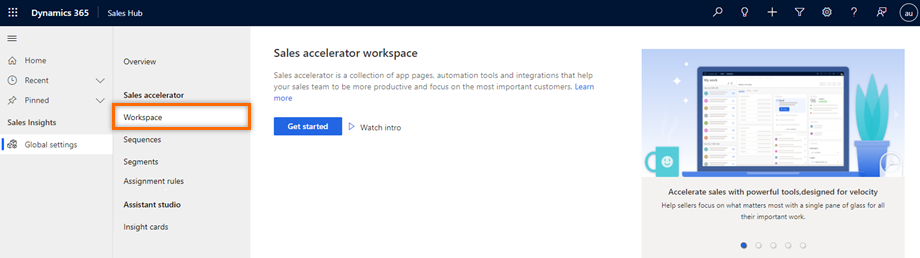 Dynamics 365 Sales Hub
au
Home
Recent
Pinned
Sales Insights
Global settings
Overview
Sales accelerator
Workspace
Sequences
Segments
Assignment rules
Assistant studio
Insight cards
Sales accelerator workspace
Sales accelerator is a collection of app pages, automation tools and integrations that help
your sales team to be more productive and focus on the most important customers. Learn
more
Get started
Watch intro
My work
Accelerate sales with powerful tools,designed for velocity
Help sellers focus on what matters most with a single pane of glass for all
their important work.